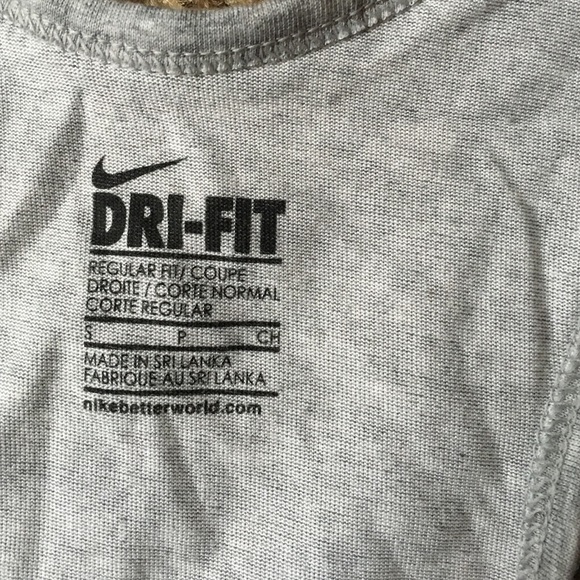 DRI-FIT
REGULAR FIT/ COUPE
DROITE / CORTE NORMAL
CORTE REGULAR
S P CH
MADE IN SRI LANKA
FABRIQUE AU SRI LANKA
nikebetterworld.com